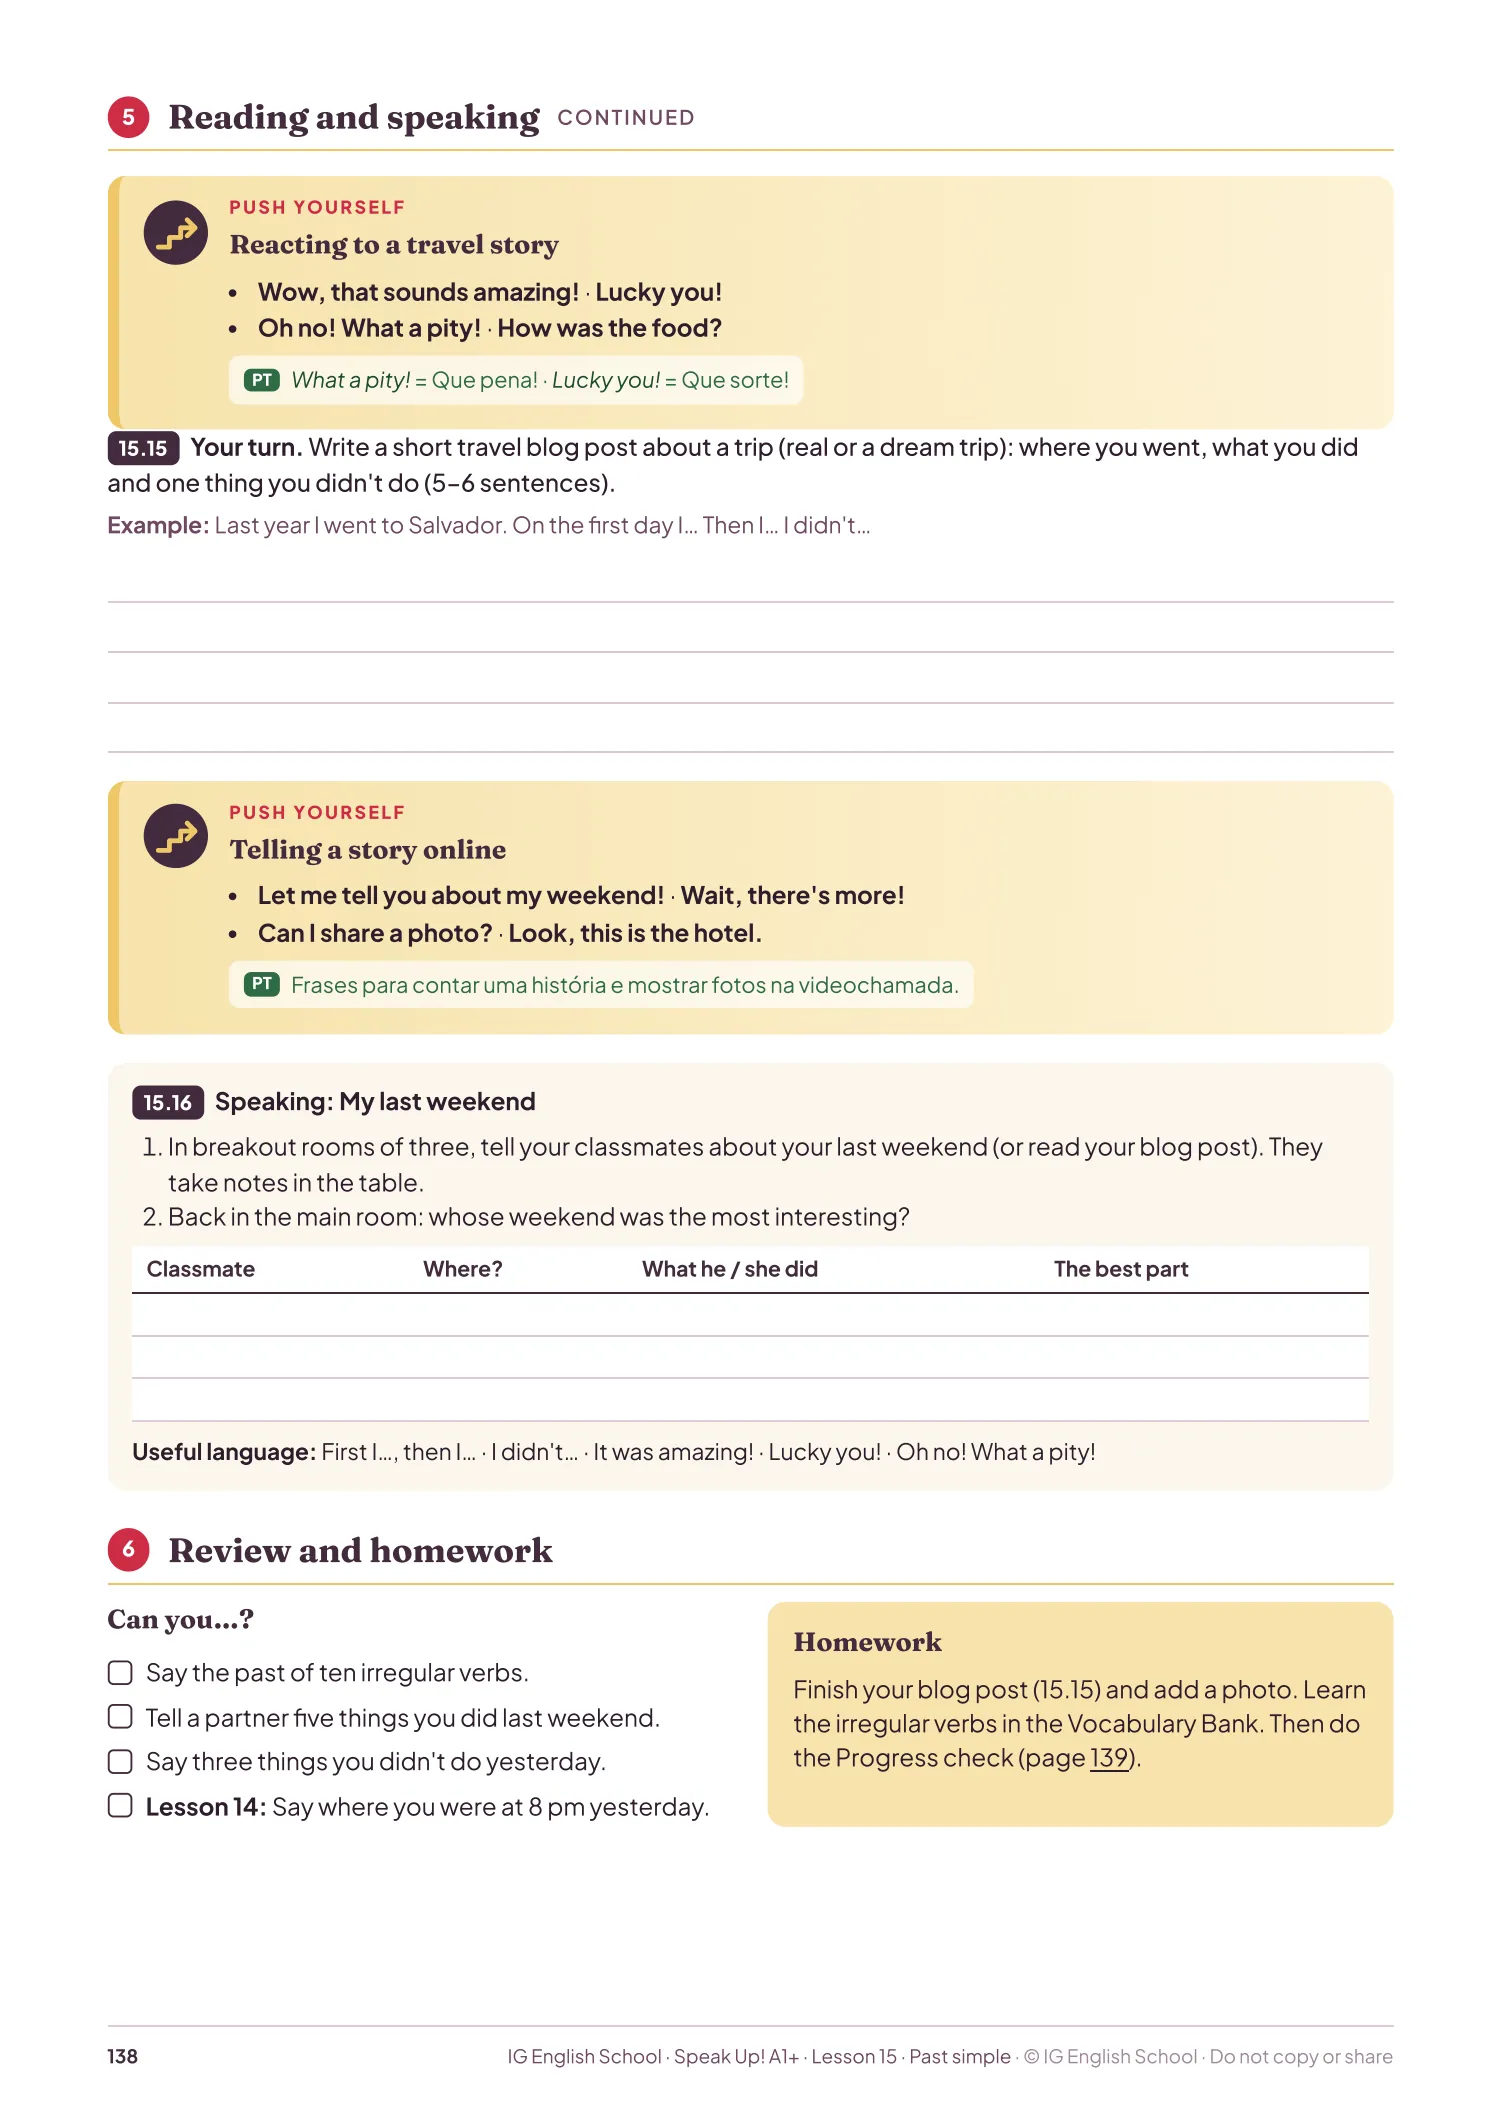 5 Reading and speaking CONTINUED
PUSH YOURSELF
Reacting to a travel story
• Wow, that sounds amazing! · Lucky you!
• Oh no! What a pity! · How was the food?
PT What a pity! = Que pena! · Lucky you! = Que sorte!
15.15 Your turn. Write a short travel blog post about a trip (real or a dream trip): where you went, what you did
and one thing you didn't do (5–6 sentences).
Example: Last year I went to Salvador. On the first day I... Then I... I didn't...
PUSH YOURSELF
Telling a story online
• Let me tell you about my weekend! · Wait, there's more!
• Can I share a photo? · Look, this is the hotel.
PT Frases para contar uma história e mostrar fotos na videochamada.
15.16 Speaking: My last weekend
1. In breakout rooms of three, tell your classmates about your last weekend (or read your blog post). They
take notes in the table.
2. Back in the main room: whose weekend was the most interesting?
Classmate Where? What he / she did The best part
Useful language: First I..., then I... · I didn't... · It was amazing! · Lucky you! · Oh no! What a pity!
6 Review and homework
Can you...?
Say the past of ten irregular verbs.
Tell a partner five things you did last weekend.
Say three things you didn't do yesterday.
Lesson 14: Say where you were at 8 pm yesterday.
Homework
Finish your blog post (15.15) and add a photo. Learn
the irregular verbs in the Vocabulary Bank. Then do
the Progress check (page 139).
138 IG English School · Speak Up! A1+ · Lesson 15 · Past simple · © IG English School · Do not copy or share